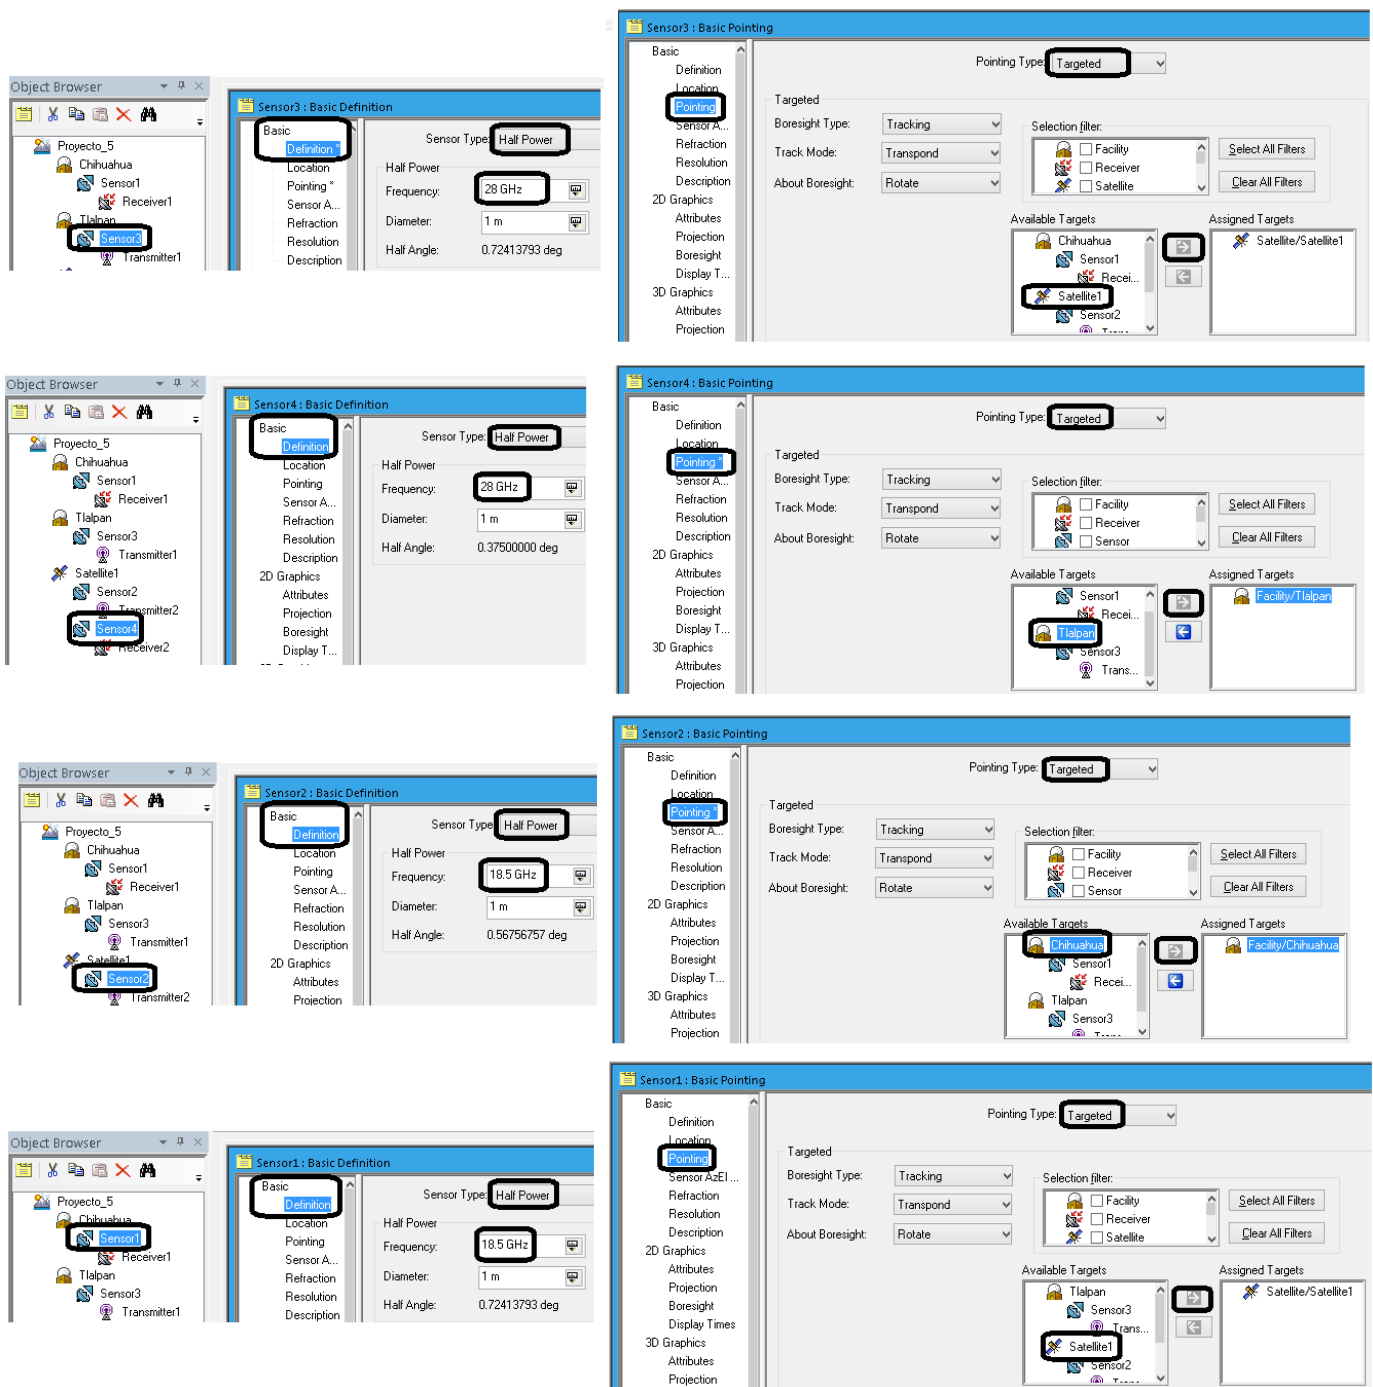 Object Browser
Proyecto_5
Chihuahua
Sensor1
Receiver1
Tlalpan
Sensor3
Transmitter1
Sensor3 : Basic Definition
Basic
Definition *
Location
Pointing *
Sensor A...
Refraction
Resolution
Description
Sensor Type: Half Power
Half Power
Frequency: 28 GHz
Diameter: 1 m
Half Angle: 0.72413793 deg
Sensor3 : Basic Pointing
Basic
Definition
Location
Pointing
Sensor A...
Refraction
Resolution
Description
2D Graphics
Attributes
Projection
Boresight
Display T...
3D Graphics
Attributes
Projection
Pointing Type: Targeted
Targeted
Boresight Type: Tracking
Track Mode: Transpond
About Boresight: Rotate
Selection filter:
Facility
Receiver
Satellite
Select All Filters
Clear All Filters
Available Targets
Chihuahua
Sensor1
Recei...
Satellite1
Sensor2
Trans...
Assigned Targets
Satellite/Satellite1
Object Browser
Proyecto_5
Chihuahua
Sensor1
Receiver1
Tlalpan
Sensor3
Transmitter1
Satellite1
Sensor2
Transmitter2
Sensor4
Receiver2
Sensor4 : Basic Definition
Basic
Definition
Location
Pointing
Sensor A...
Refraction
Resolution
Description
2D Graphics
Attributes
Projection
Boresight
Display T...
Sensor Type: Half Power
Half Power
Frequency: 28 GHz
Diameter: 1 m
Half Angle: 0.37500000 deg
Sensor4 : Basic Pointing
Basic
Definition
Location
Pointing *
Sensor A...
Refraction
Resolution
Description
2D Graphics
Attributes
Projection
Boresight
Display T...
3D Graphics
Attributes
Projection
Pointing Type: Targeted
Targeted
Boresight Type: Tracking
Track Mode: Transpond
About Boresight: Rotate
Selection filter:
Facility
Receiver
Sensor
Select All Filters
Clear All Filters
Available Targets
Sensor1
Recei...
Tlalpan
Sensor3
Trans...
Assigned Targets
Facility/Tlalpan
Object Browser
Proyecto_5
Chihuahua
Sensor1
Receiver1
Tlalpan
Sensor3
Transmitter1
Satellite1
Sensor2
Transmitter2
Sensor2 : Basic Definition
Basic
Definition
Location
Pointing
Sensor A...
Refraction
Resolution
Description
2D Graphics
Attributes
Projection
Sensor Type Half Power
Half Power
Frequency: 18.5 GHz
Diameter: 1 m
Half Angle: 0.56756757 deg
Sensor2 : Basic Pointing
Basic
Definition
Location
Pointing *
Sensor A...
Refraction
Resolution
Description
2D Graphics
Attributes
Projection
Boresight
Display T...
3D Graphics
Attributes
Projection
Pointing Type: Targeted
Targeted
Boresight Type: Tracking
Track Mode: Transpond
About Boresight: Rotate
Selection filter:
Facility
Receiver
Sensor
Select All Filters
Clear All Filters
Available Targets
Chihuahua
Sensor1
Recei...
Tlalpan
Sensor3
Trans...
Assigned Targets
Facility/Chihuahua
Object Browser
Proyecto_5
Chihuahua
Sensor1
Receiver1
Tlalpan
Sensor3
Transmitter1
Sensor1 : Basic Definition
Basic
Definition
Location
Pointing
Sensor A...
Refraction
Resolution
Description
Sensor Type: Half Power
Half Power
Frequency: 18.5 GHz
Diameter: 1 m
Half Angle: 0.72413793 deg
Sensor1 : Basic Pointing
Basic
Definition
Location
Pointing
Sensor AzEl ...
Refraction
Resolution
Description
2D Graphics
Attributes
Projection
Boresight
Display Times
3D Graphics
Attributes
Projection
Pointing Type: Targeted
Targeted
Boresight Type: Tracking
Track Mode: Transpond
About Boresight: Rotate
Selection filter:
Facility
Receiver
Satellite
Select All Filters
Clear All Filters
Available Targets
Tlalpan
Sensor3
Trans...
Satellite1
Sensor2
Trans...
Assigned Targets
Satellite/Satellite1